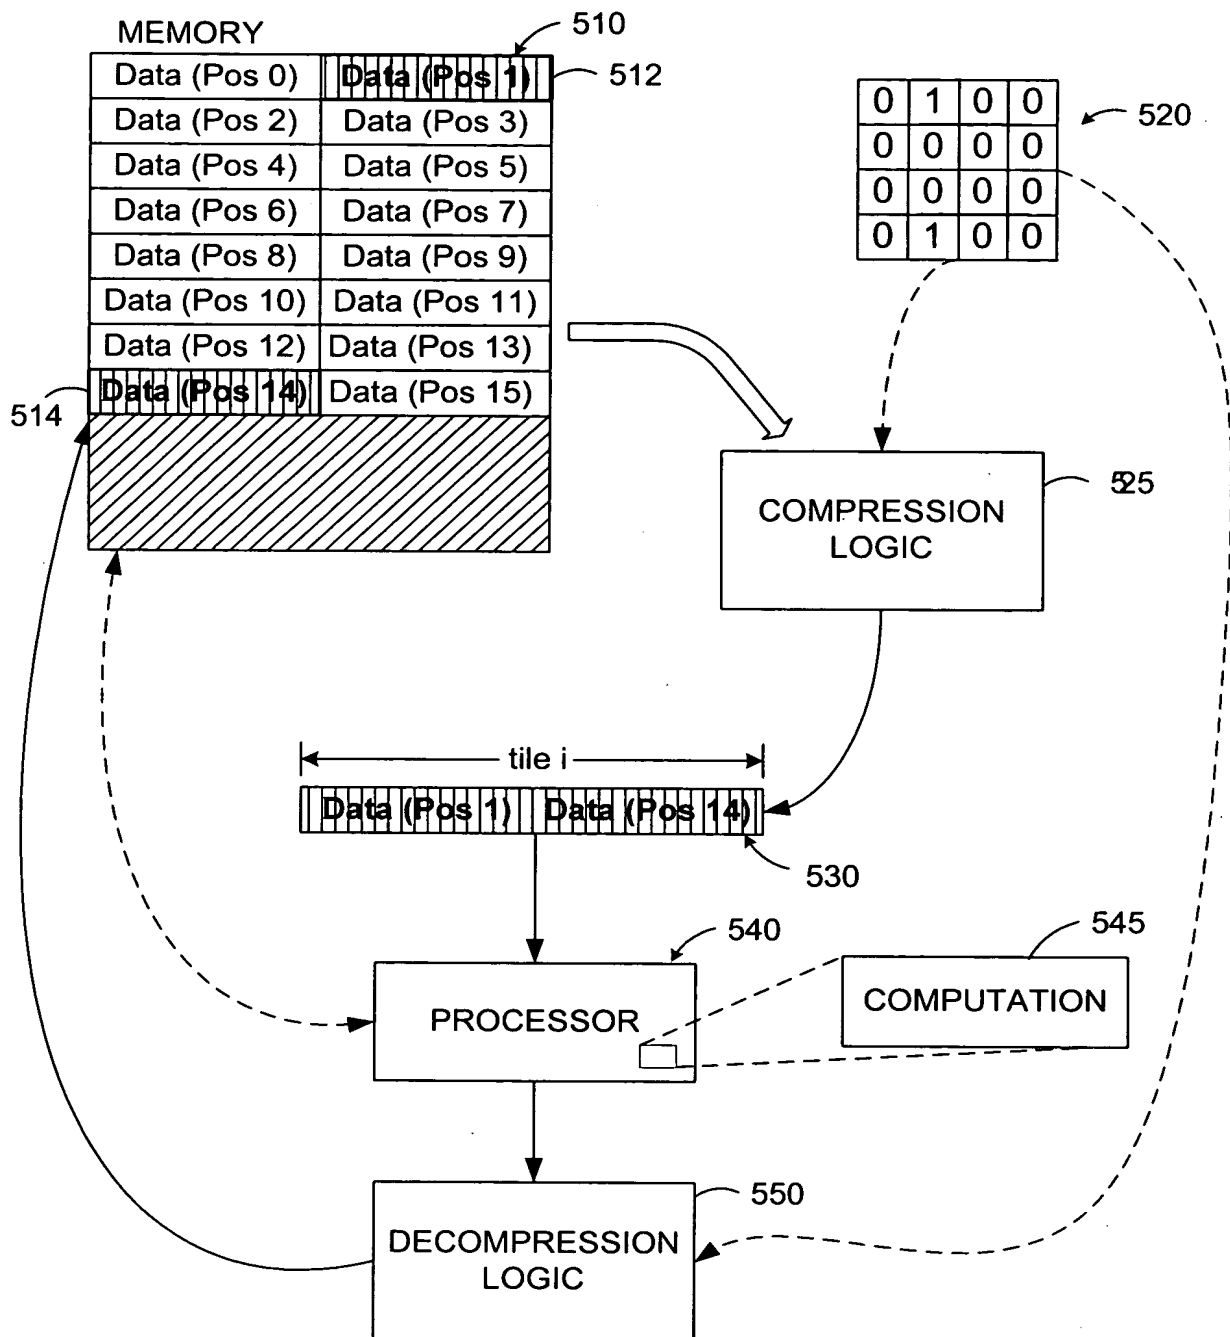 MEMORY
510
Data (Pos 0) Data (Pos 1)
512
Data (Pos 2) Data (Pos 3)
Data (Pos 4) Data (Pos 5)
Data (Pos 6) Data (Pos 7)
Data (Pos 8) Data (Pos 9)
Data (Pos 10) Data (Pos 11)
Data (Pos 12) Data (Pos 13)
Data (Pos 14) Data (Pos 15)
514
0 1 0 0
0 0 0 0
0 0 0 0
0 1 0 0
520
COMPRESSION
LOGIC
525
tile i
Data (Pos 1) Data (Pos 14)
530
540
PROCESSOR
545
COMPUTATION
550
DECOMPRESSION
LOGIC